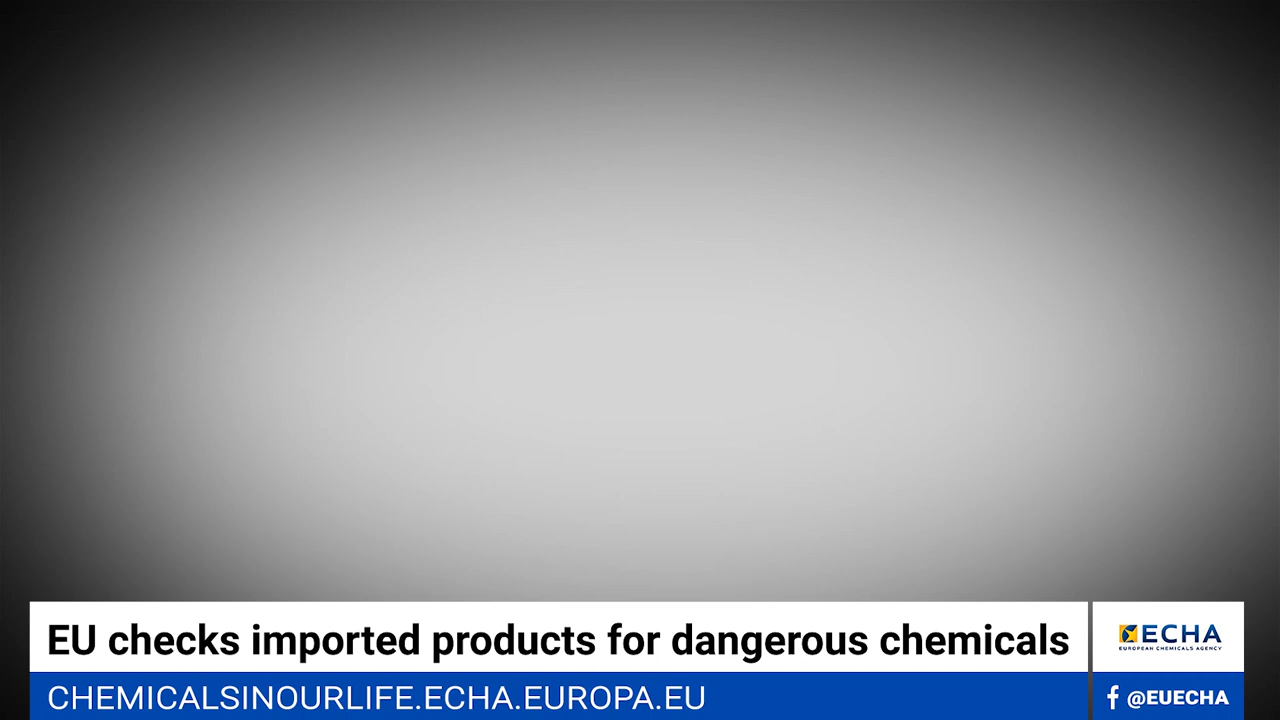 EU checks imported products for dangerous chemicals
ECHA
EUROPEAN CHEMICALS AGENCY
CHEMICALSINOURLIFE.ECHA.EUROPA.EU
f @EUECHA